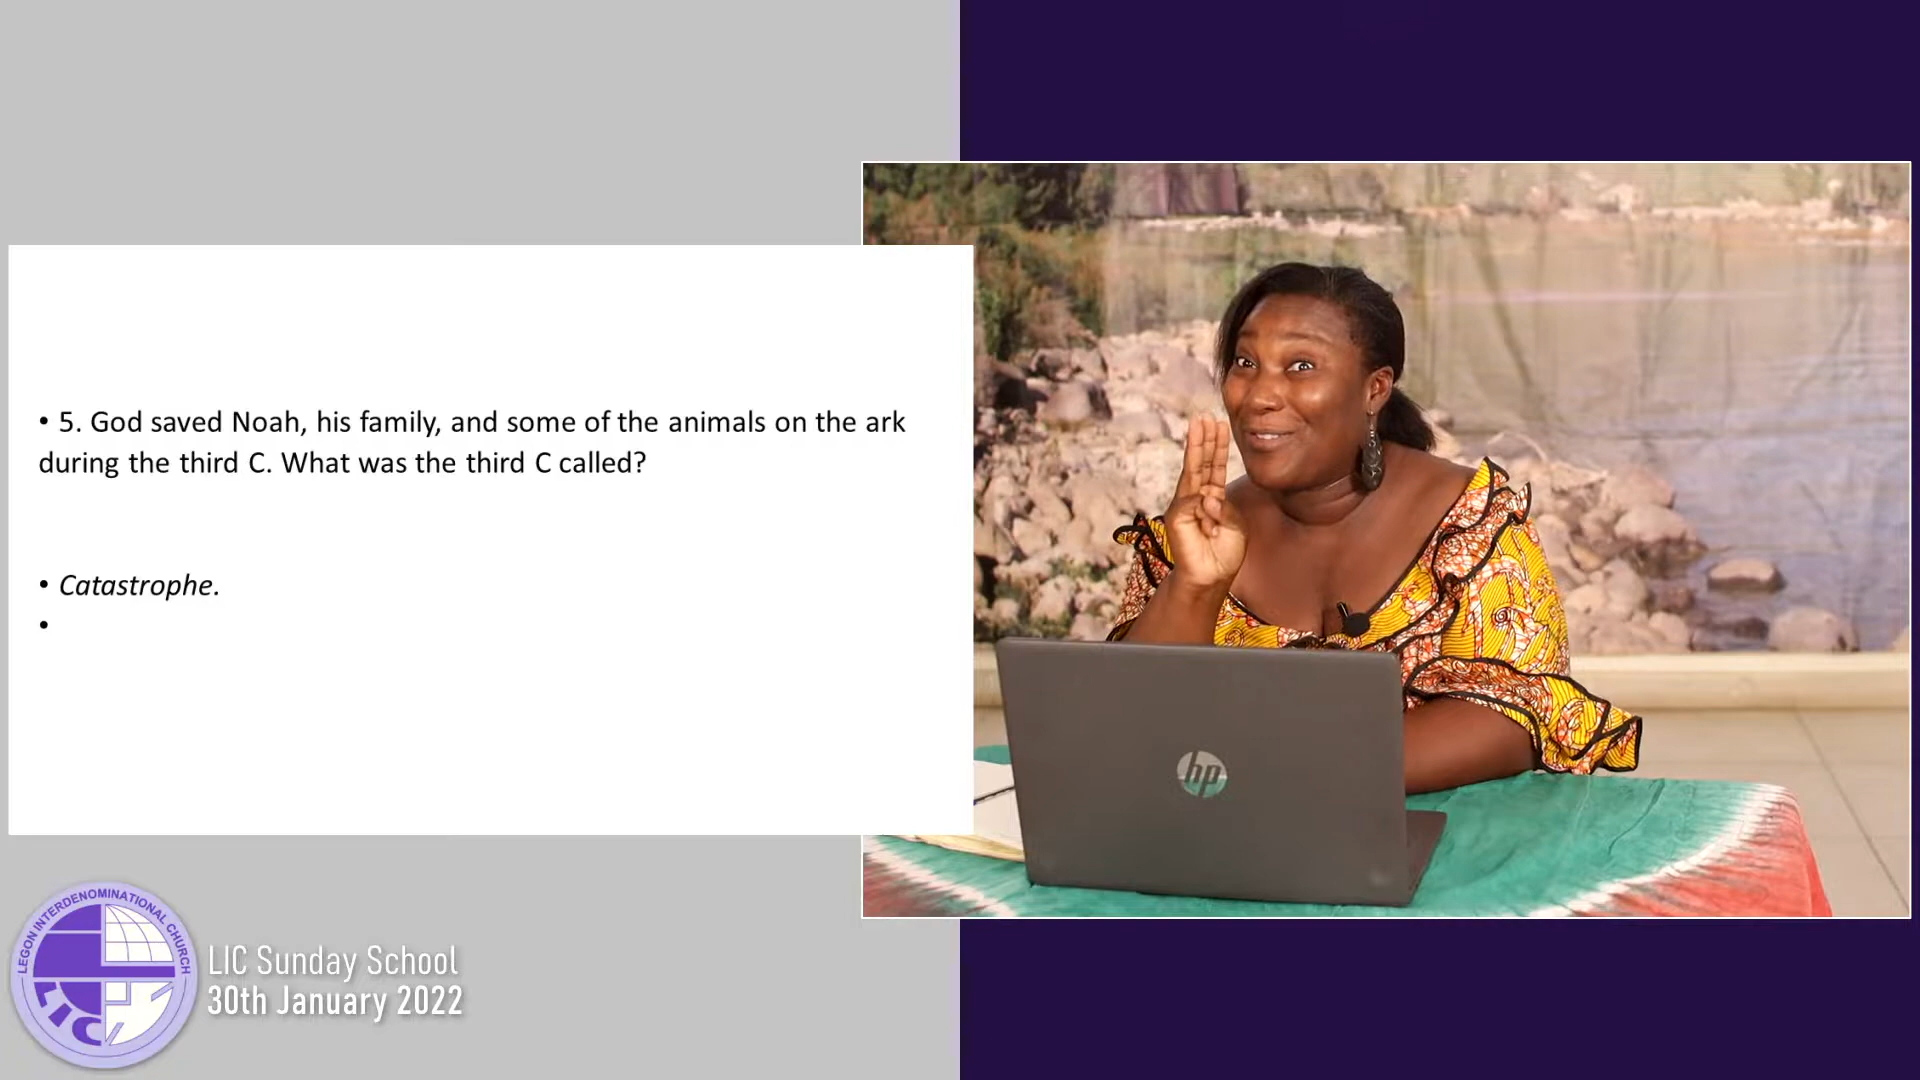 • 5. God saved Noah, his family, and some of the animals on the ark
during the third C. What was the third C called?
• Catastrophe.
•
hp
LEGON INTERDENOMINATIONAL CHURCH
LIC
LIC Sunday School
30th January 2022